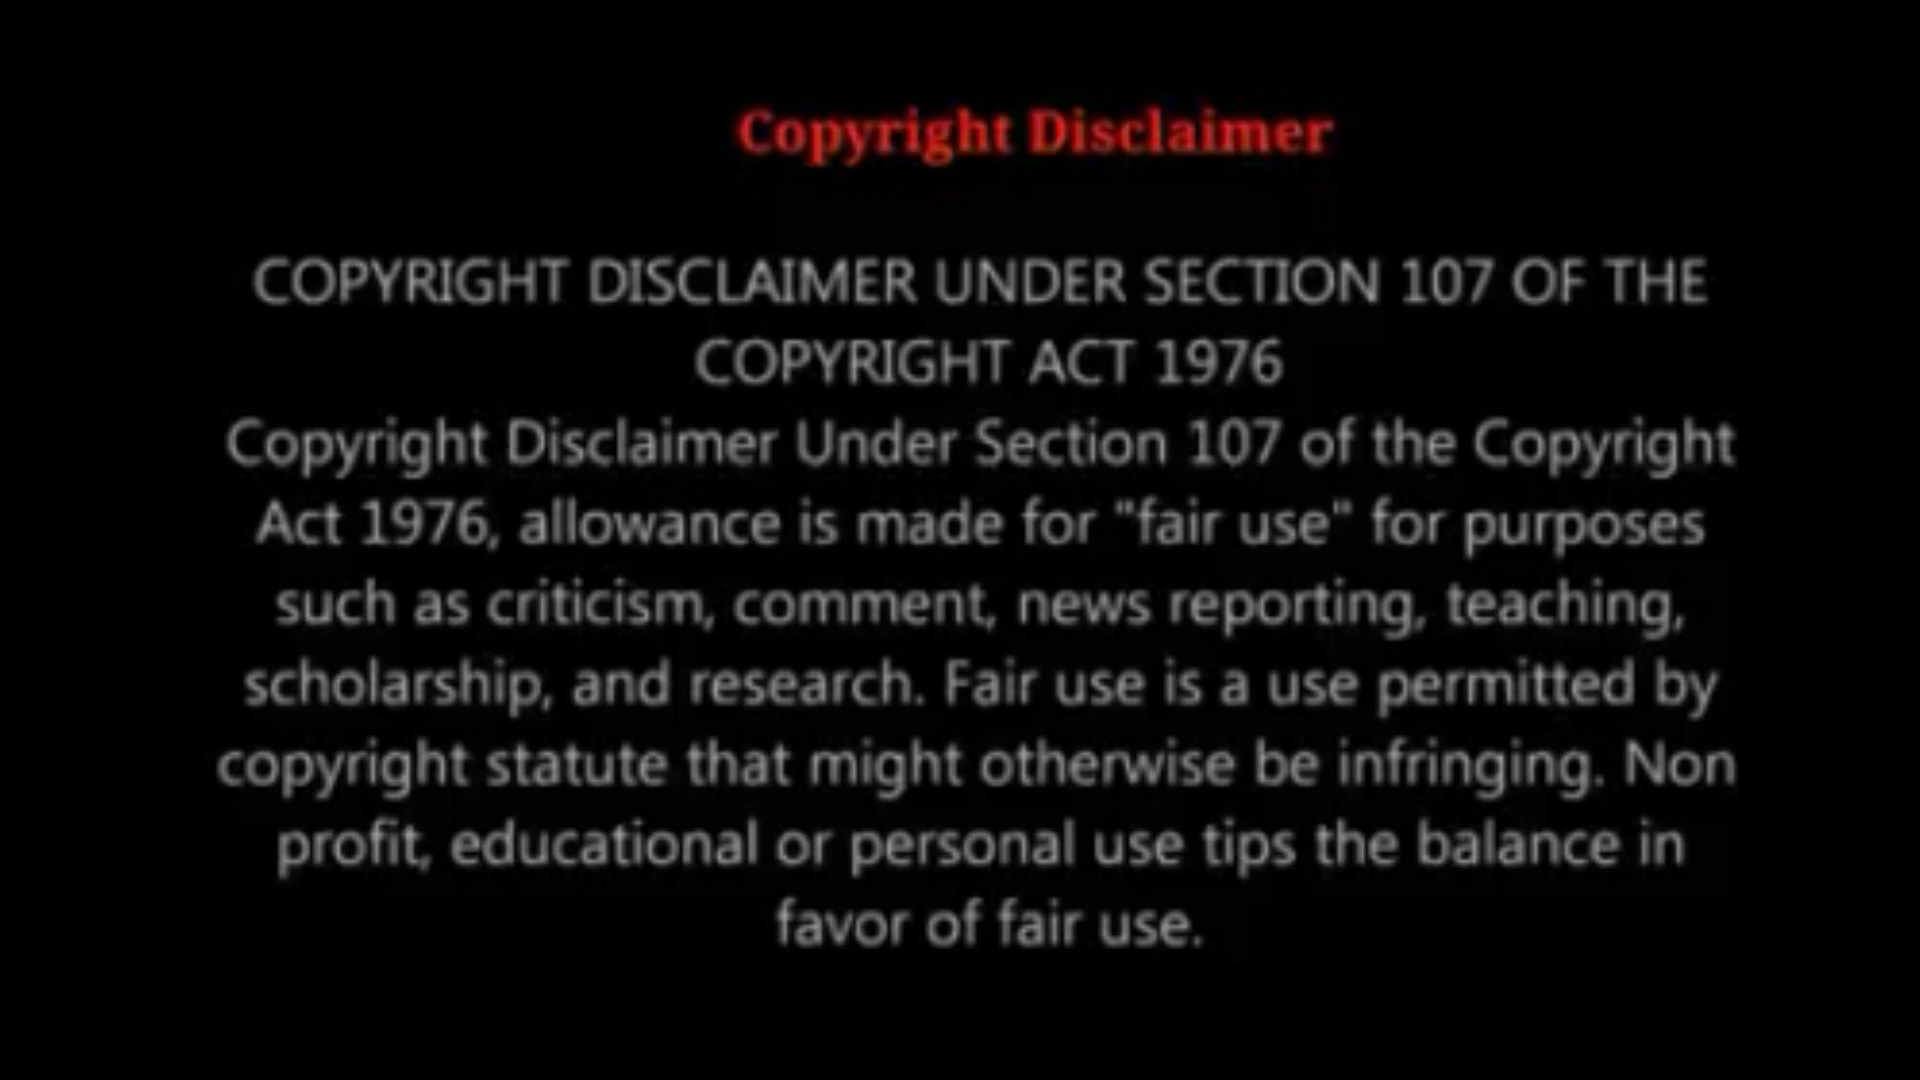 Copyright Disclaimer
COPYRIGHT DISCLAIMER UNDER SECTION 107 OF THE
COPYRIGHT ACT 1976
Copyright Disclaimer Under Section 107 of the Copyright
Act 1976, allowance is made for "fair use" for purposes
such as criticism, comment, news reporting, teaching,
scholarship, and research. Fair use is a use permitted by
copyright statute that might otherwise be infringing. Non
profit, educational or personal use tips the balance in
favor of fair use.